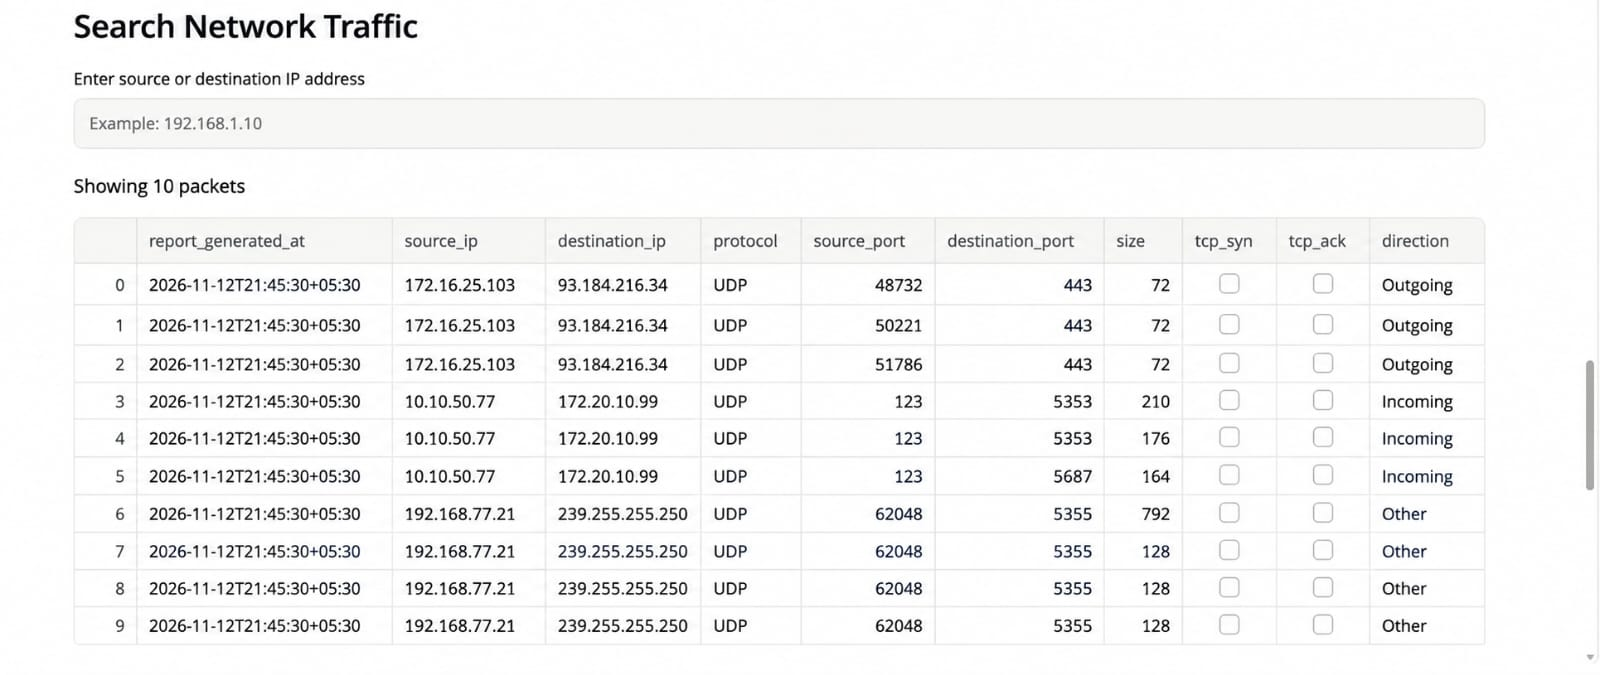 Search Network Traffic
Enter source or destination IP address
Example: 192.168.1.10
Showing 10 packets
report_generated_at source_ip destination_ip protocol source_port destination_port size tcp_syn tcp_ack direction
0 2026-11-12T21:45:30+05:30 172.16.25.103 93.184.216.34 UDP 48732 443 72 Outgoing
1 2026-11-12T21:45:30+05:30 172.16.25.103 93.184.216.34 UDP 50221 443 72 Outgoing
2 2026-11-12T21:45:30+05:30 172.16.25.103 93.184.216.34 UDP 51786 443 72 Outgoing
3 2026-11-12T21:45:30+05:30 10.10.50.77 172.20.10.99 UDP 123 5353 210 Incoming
4 2026-11-12T21:45:30+05:30 10.10.50.77 172.20.10.99 UDP 123 5353 176 Incoming
5 2026-11-12T21:45:30+05:30 10.10.50.77 172.20.10.99 UDP 123 5687 164 Incoming
6 2026-11-12T21:45:30+05:30 192.168.77.21 239.255.255.250 UDP 62048 5355 792 Other
7 2026-11-12T21:45:30+05:30 192.168.77.21 239.255.255.250 UDP 62048 5355 128 Other
8 2026-11-12T21:45:30+05:30 192.168.77.21 239.255.255.250 UDP 62048 5355 128 Other
9 2026-11-12T21:45:30+05:30 192.168.77.21 239.255.255.250 UDP 62048 5355 128 Other